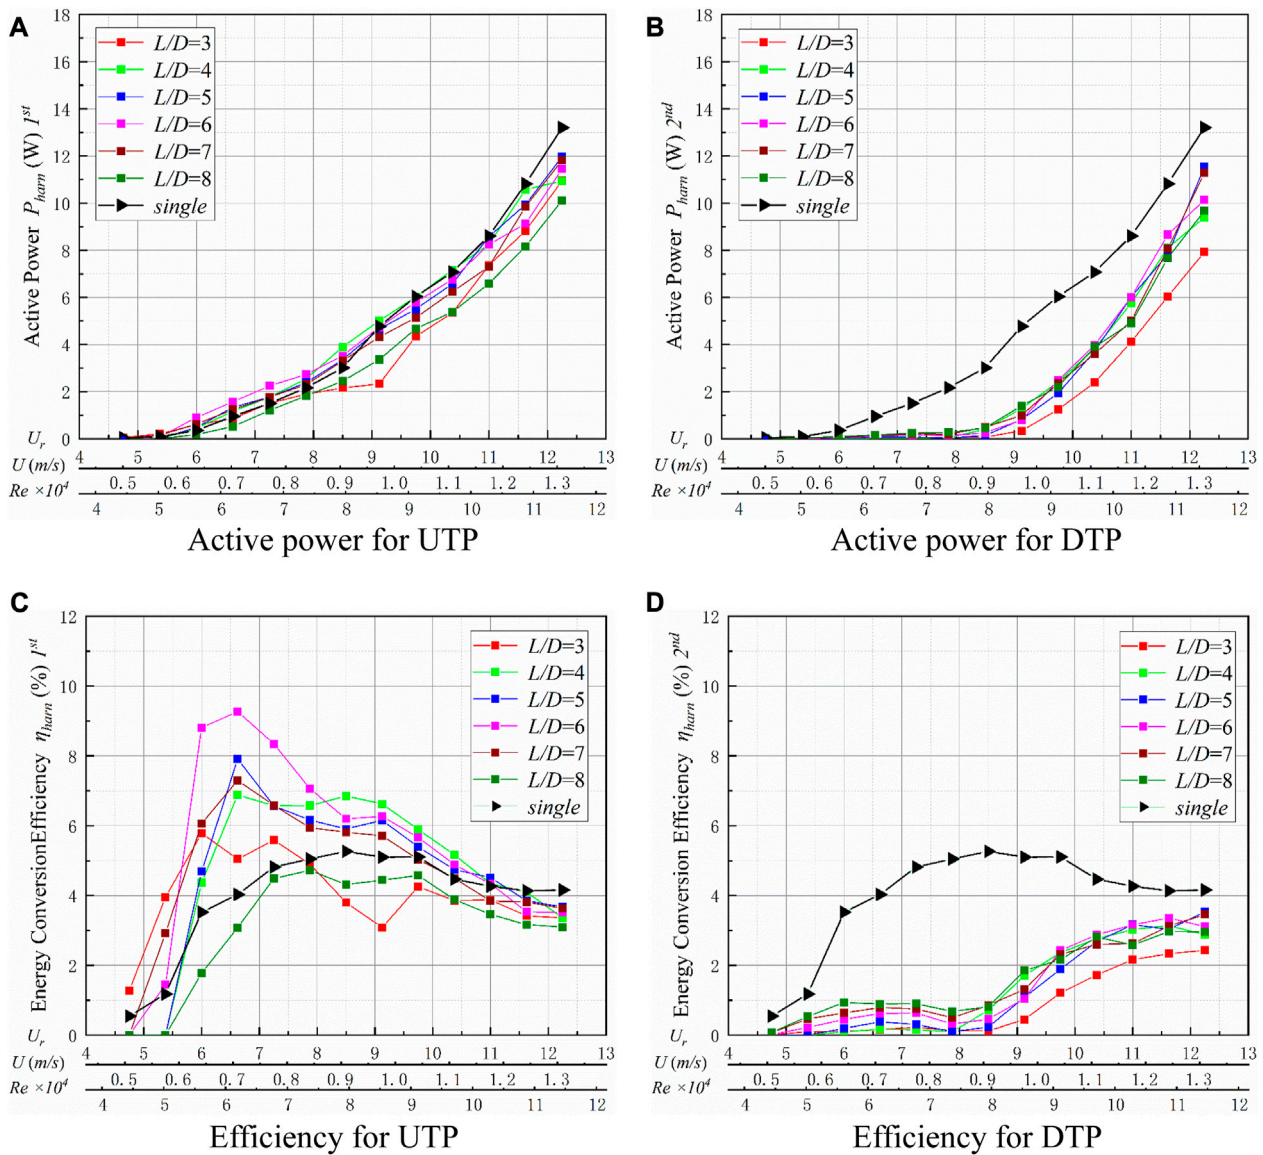 A
Active Power P_harn (W) 1^st
18
16
14
12
10
8
6
4
2
0
L/D=3
L/D=4
L/D=5
L/D=6
L/D=7
L/D=8
single
U_r
4 5 6 7 8 9 10 11 12 13
U (m/s)
0.5 0.6 0.7 0.8 0.9 1.0 1.1 1.2 1.3
Re ×10^4
4 5 6 7 8 9 10 11 12
Active power for UTP
B
Active Power P_harn (W) 2^nd
18
16
14
12
10
8
6
4
2
0
L/D=3
L/D=4
L/D=5
L/D=6
L/D=7
L/D=8
single
U_r
4 5 6 7 8 9 10 11 12 13
U (m/s)
0.5 0.6 0.7 0.8 0.9 1.0 1.1 1.2 1.3
Re ×10^4
4 5 6 7 8 9 10 11 12
Active power for DTP
C
Energy ConversionEfficiency η_harn (%) 1^st
12
10
8
6
4
2
0
L/D=3
L/D=4
L/D=5
L/D=6
L/D=7
L/D=8
single
U_r
4 5 6 7 8 9 10 11 12 13
U (m/s)
0.5 0.6 0.7 0.8 0.9 1.0 1.1 1.2 1.3
Re ×10^4
4 5 6 7 8 9 10 11 12
Efficiency for UTP
D
Energy Conversion Efficiency η_harn (%) 2^nd
12
10
8
6
4
2
0
L/D=3
L/D=4
L/D=5
L/D=6
L/D=7
L/D=8
single
U_r
4 5 6 7 8 9 10 11 12 13
U (m/s)
0.5 0.6 0.7 0.8 0.9 1.0 1.1 1.2 1.3
Re ×10^4
4 5 6 7 8 9 10 11 12
Efficiency for DTP